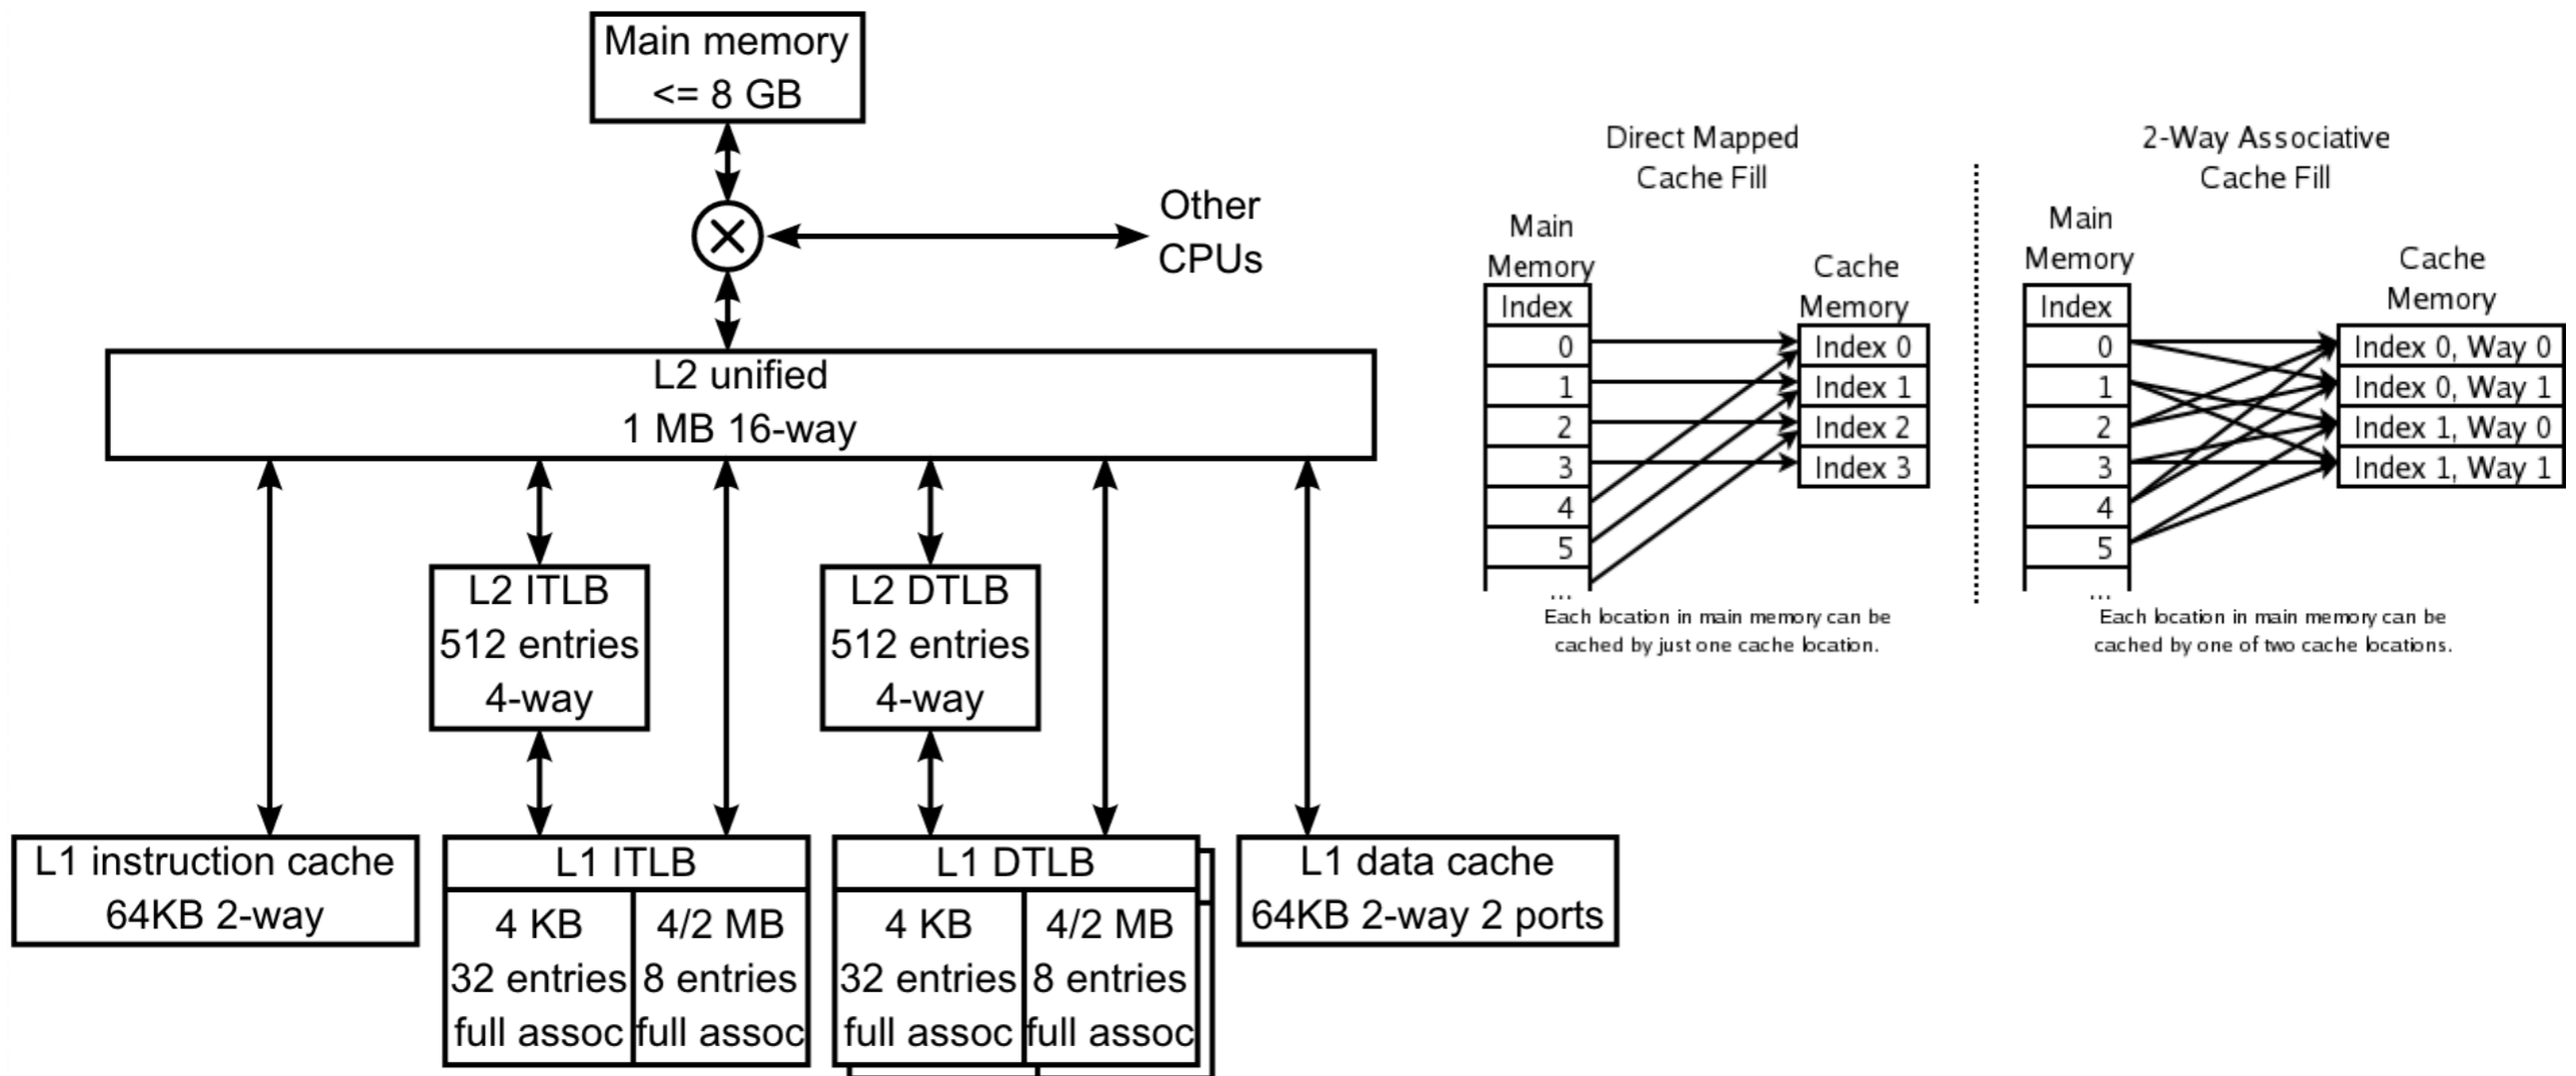 Main memory
<= 8 GB
Other
CPUs
L2 unified
1 MB 16-way
L2 ITLB
512 entries
4-way
L2 DTLB
512 entries
4-way
L1 instruction cache
64KB 2-way
L1 ITLB
4 KB
32 entries
full assoc
4/2 MB
8 entries
full assoc
L1 DTLB
4 KB
32 entries
full assoc
4/2 MB
8 entries
full assoc
L1 data cache
64KB 2-way 2 ports
Direct Mapped
Cache Fill
Main
Memory
Index
0
1
2
3
4
5
...
Cache
Memory
Index 0
Index 1
Index 2
Index 3
Each location in main memory can be
cached by just one cache location.
2-Way Associative
Cache Fill
Main
Memory
Index
0
1
2
3
4
5
...
Cache
Memory
Index 0, Way 0
Index 0, Way 1
Index 1, Way 0
Index 1, Way 1
Each location in main memory can be
cached by one of two cache locations.